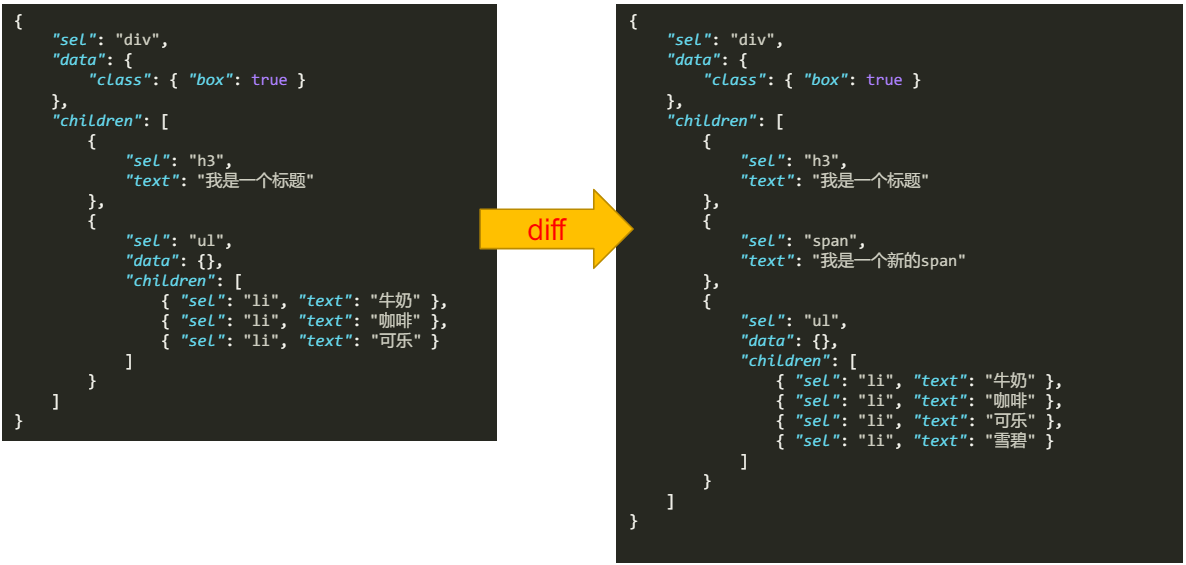 {
    "sel": "div",
    "data": {
        "class": { "box": true }
    },
    "children": [
        {
            "sel": "h3",
            "text": "我是一个标题"
        },
        {
            "sel": "ul",
            "data": {},
            "children": [
                { "sel": "li", "text": "牛奶" },
                { "sel": "li", "text": "咖啡" },
                { "sel": "li", "text": "可乐" }
            ]
        }
    ]
}
diff
{
    "sel": "div",
    "data": {
        "class": { "box": true }
    },
    "children": [
        {
            "sel": "h3",
            "text": "我是一个标题"
        },
        {
            "sel": "span",
            "text": "我是一个新的span"
        },
        {
            "sel": "ul",
            "data": {},
            "children": [
                { "sel": "li", "text": "牛奶" },
                { "sel": "li", "text": "咖啡" },
                { "sel": "li", "text": "可乐" },
                { "sel": "li", "text": "雪碧" }
            ]
        }
    ]
}